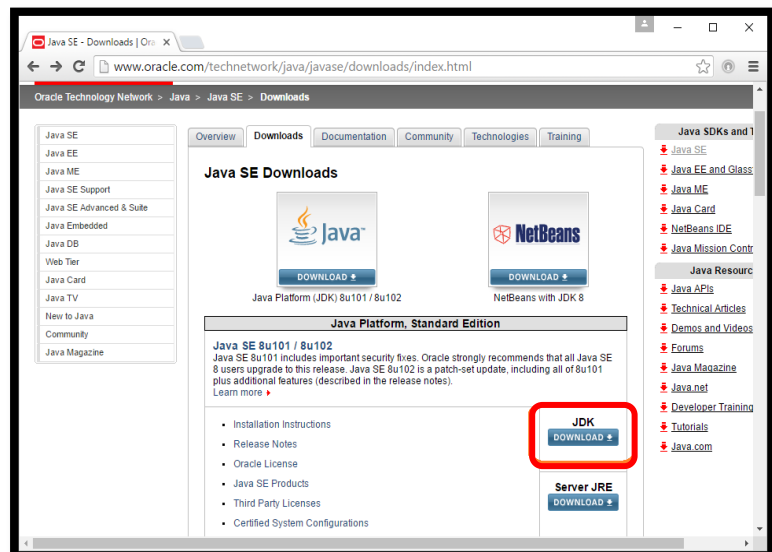 Java SE - Downloads | Ora
www.oracle.com/technetwork/java/javase/downloads/index.html
Oracle Technology Network > Java > Java SE > Downloads
Java SE
Java EE
Java ME
Java SE Support
Java SE Advanced & Suite
Java Embedded
Java DB
Web Tier
Java Card
Java TV
New to Java
Community
Java Magazine
Overview Downloads Documentation Community Technologies Training
Java SE Downloads
Java
DOWNLOAD
Java Platform (JDK) 8u101 / 8u102
NetBeans
DOWNLOAD
NetBeans with JDK 8
Java Platform, Standard Edition
Java SE 8u101 / 8u102
Java SE 8u101 includes important security fixes. Oracle strongly recommends that all Java SE
8 users upgrade to this release. Java SE 8u102 is a patch-set update, including all of 8u101
plus additional features (described in the release notes).
Learn more
Installation Instructions
Release Notes
Oracle License
Java SE Products
Third Party Licenses
Certified System Configurations
JDK
DOWNLOAD
Server JRE
DOWNLOAD
Java SDKs and T
Java SE
Java EE and Glass
Java ME
Java Card
NetBeans IDE
Java Mission Contr
Java Resourc
Java APIs
Technical Articles
Demos and Videos
Forums
Java Magazine
Java.net
Developer Training
Tutorials
Java.com